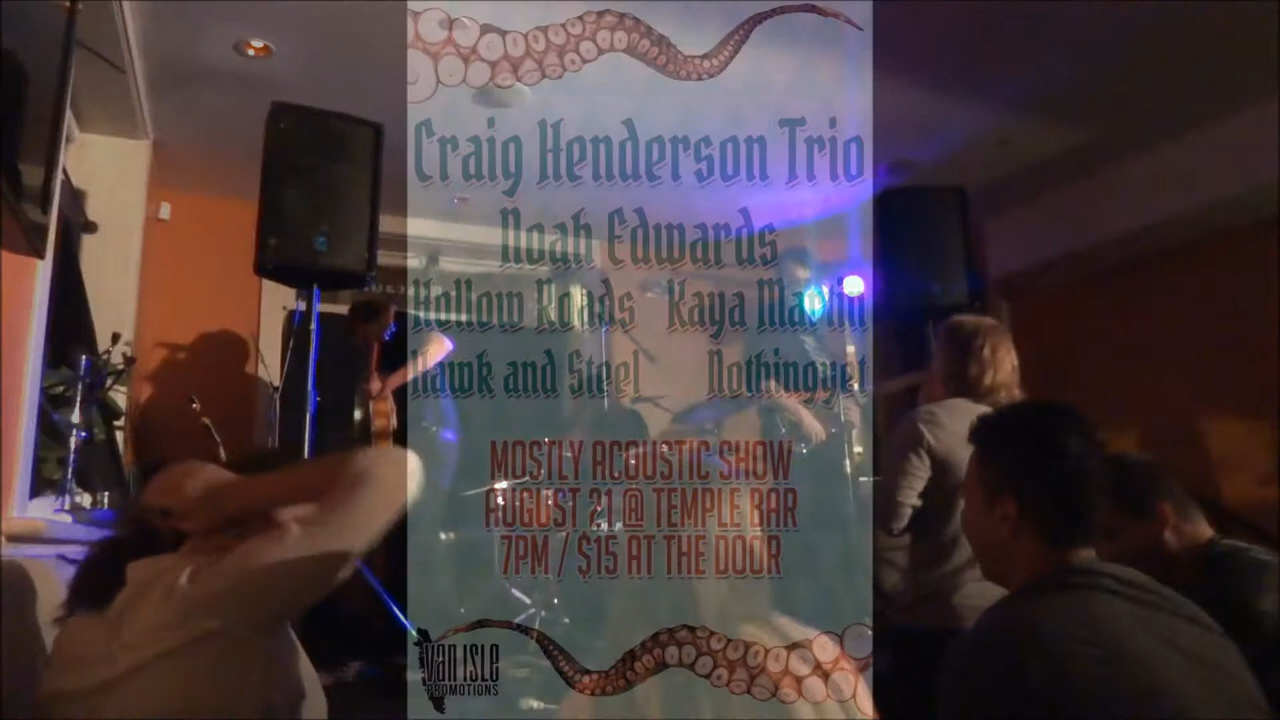 Craig Henderson Trio
Noah Edwards
Hollow Roads Kaya Martin
Hawk and Steel Nothingyet
MOSTLY ACOUSTIC SHOW
AUGUST 21 @ TEMPLE BAR
7PM / $15 AT THE DOOR
VAN ISLE
PROMOTIONS